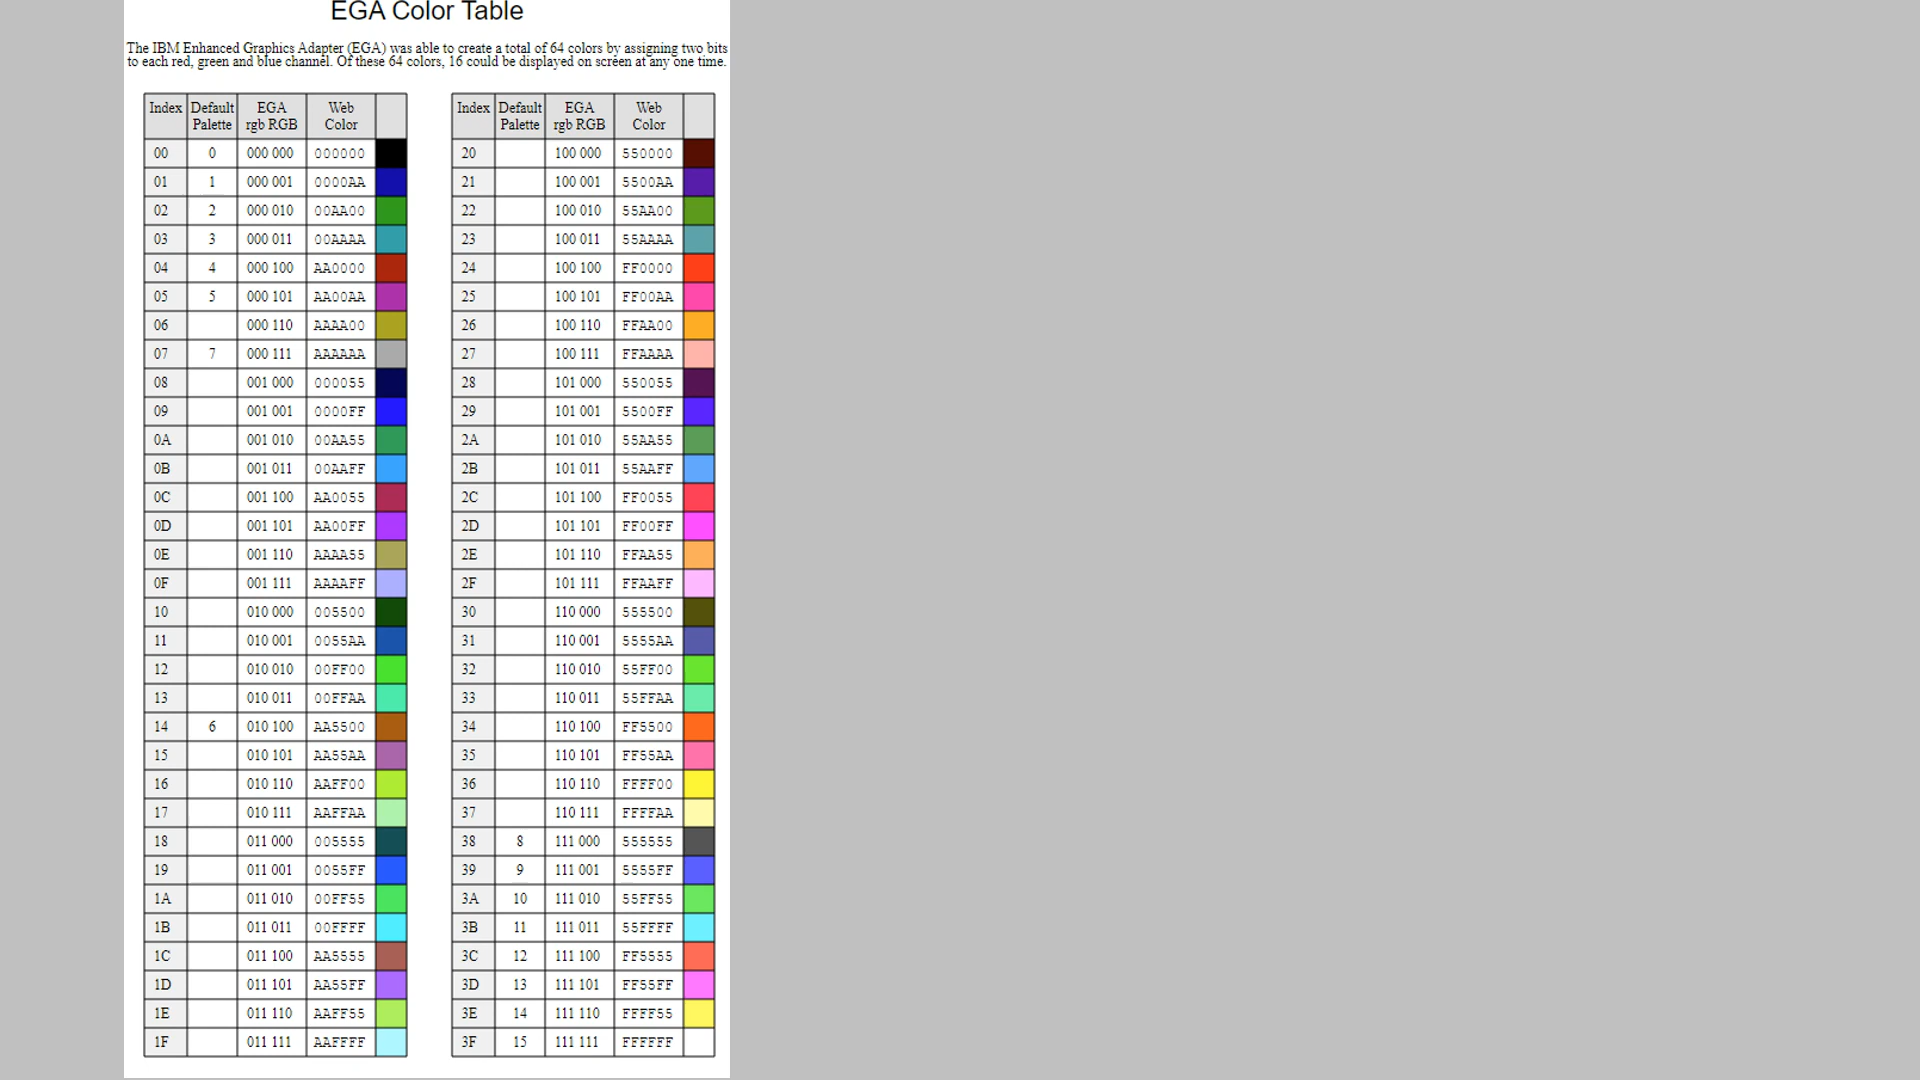 EGA Color Table
The IBM Enhanced Graphics Adapter (EGA) was able to create a total of 64 colors by assigning two bits
to each red, green and blue channel. Of these 64 colors, 16 could be displayed on screen at any one time.
Index Default Palette EGA rgb RGB Web Color
00 0 000 000 000000
01 1 000 001 0000AA
02 2 000 010 00AA00
03 3 000 011 00AAAA
04 4 000 100 AA0000
05 5 000 101 AA00AA
06 000 110 AAAA00
07 7 000 111 AAAAAA
08 001 000 000055
09 001 001 0000FF
0A 001 010 00AA55
0B 001 011 00AAFF
0C 001 100 AA0055
0D 001 101 AA00FF
0E 001 110 AAAA55
0F 001 111 AAAAFF
10 010 000 005500
11 010 001 0055AA
12 010 010 00FF00
13 010 011 00FFAA
14 6 010 100 AA5500
15 010 101 AA55AA
16 010 110 AAFF00
17 010 111 AAFFAA
18 011 000 005555
19 011 001 0055FF
1A 011 010 00FF55
1B 011 011 00FFFF
1C 011 100 AA5555
1D 011 101 AA55FF
1E 011 110 AAFF55
1F 011 111 AAFFFF
Index Default Palette EGA rgb RGB Web Color
20 100 000 550000
21 100 001 5500AA
22 100 010 55AA00
23 100 011 55AAAA
24 100 100 FF0000
25 100 101 FF00AA
26 100 110 FFAA00
27 100 111 FFAAAA
28 101 000 550055
29 101 001 5500FF
2A 101 010 55AA55
2B 101 011 55AAFF
2C 101 100 FF0055
2D 101 101 FF00FF
2E 101 110 FFAA55
2F 101 111 FFAAFF
30 110 000 555500
31 110 001 5555AA
32 110 010 55FF00
33 110 011 55FFAA
34 110 100 FF5500
35 110 101 FF55AA
36 110 110 FFFF00
37 110 111 FFFFAA
38 8 111 000 555555
39 9 111 001 5555FF
3A 10 111 010 55FF55
3B 11 111 011 55FFFF
3C 12 111 100 FF5555
3D 13 111 101 FF55FF
3E 14 111 110 FFFF55
3F 15 111 111 FFFFFF